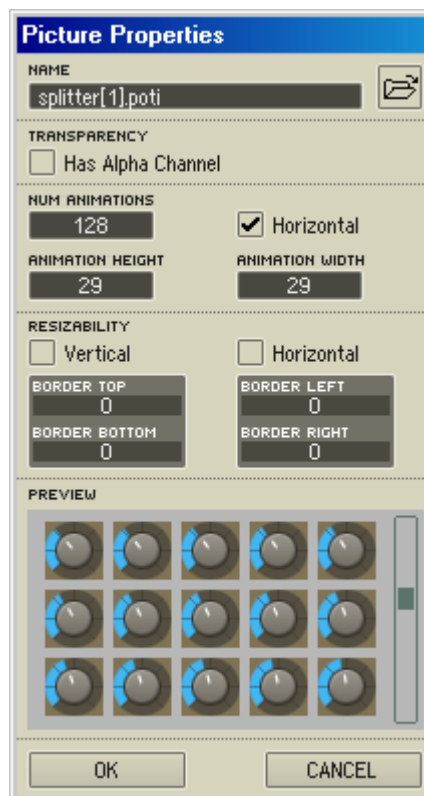 Picture Properties
NAME
splitter[1].poti
TRANSPARENCY
Has Alpha Channel
NUM ANIMATIONS
128
Horizontal
ANIMATION HEIGHT
ANIMATION WIDTH
29
29
RESIZABILITY
Vertical
Horizontal
BORDER TOP
BORDER LEFT
0
0
BORDER BOTTOM
BORDER RIGHT
0
0
PREVIEW
OK
CANCEL